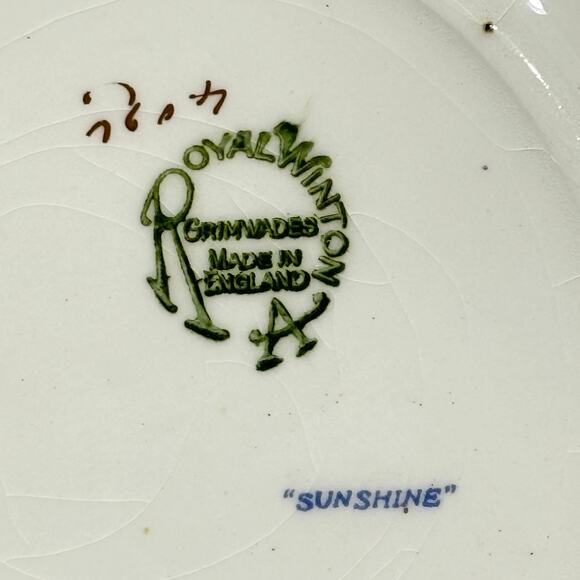 ROYAL WINTON
GRIMWADES
MADE IN
ENGLAND
A
"SUNSHINE"